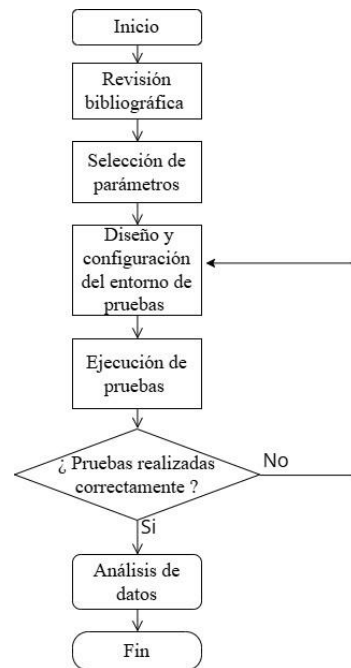 Inicio
Revisión
bibliográfica
Selección de
parámetros
Diseño y
configuración
del entorno de
pruebas
Ejecución de
pruebas
¿ Pruebas realizadas
correctamente ?
No
Si
Análisis de
datos
Fin